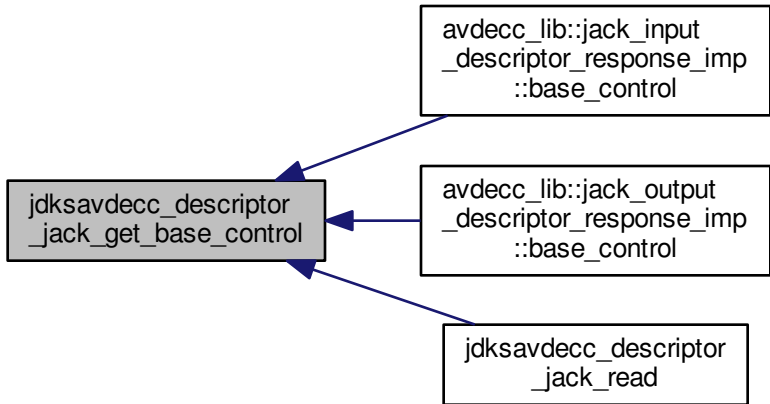 avdecc_lib::jack_input
_descriptor_response_imp
::base_control
jdksavdecc_descriptor
_jack_get_base_control
avdecc_lib::jack_output
_descriptor_response_imp
::base_control
jdksavdecc_descriptor
_jack_read